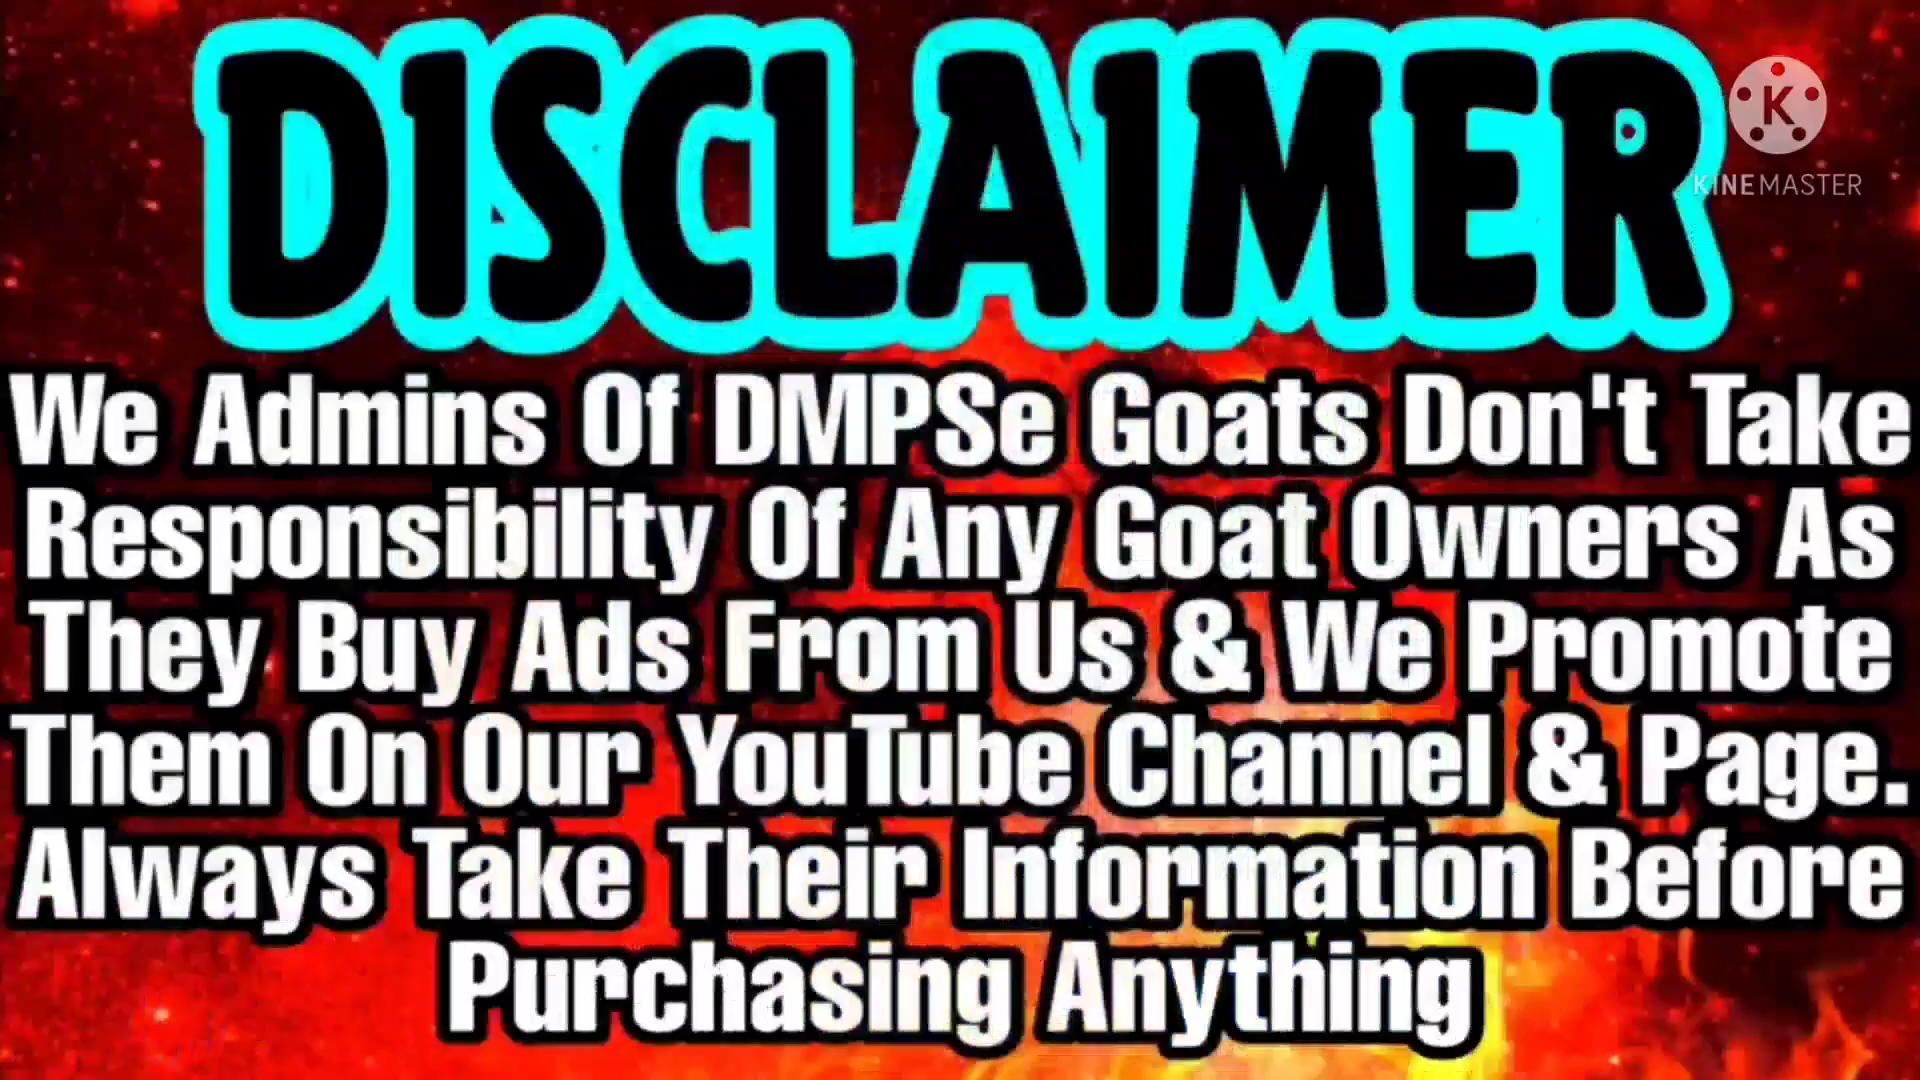 DISCLAIMER
K
KINEMASTER
We Admins Of DMPSe Goats Don't Take
Responsibility Of Any Goat Owners As
They Buy Ads From Us & We Promote
Them On Our YouTube Channel & Page.
Always Take Their Information Before
Purchasing Anything